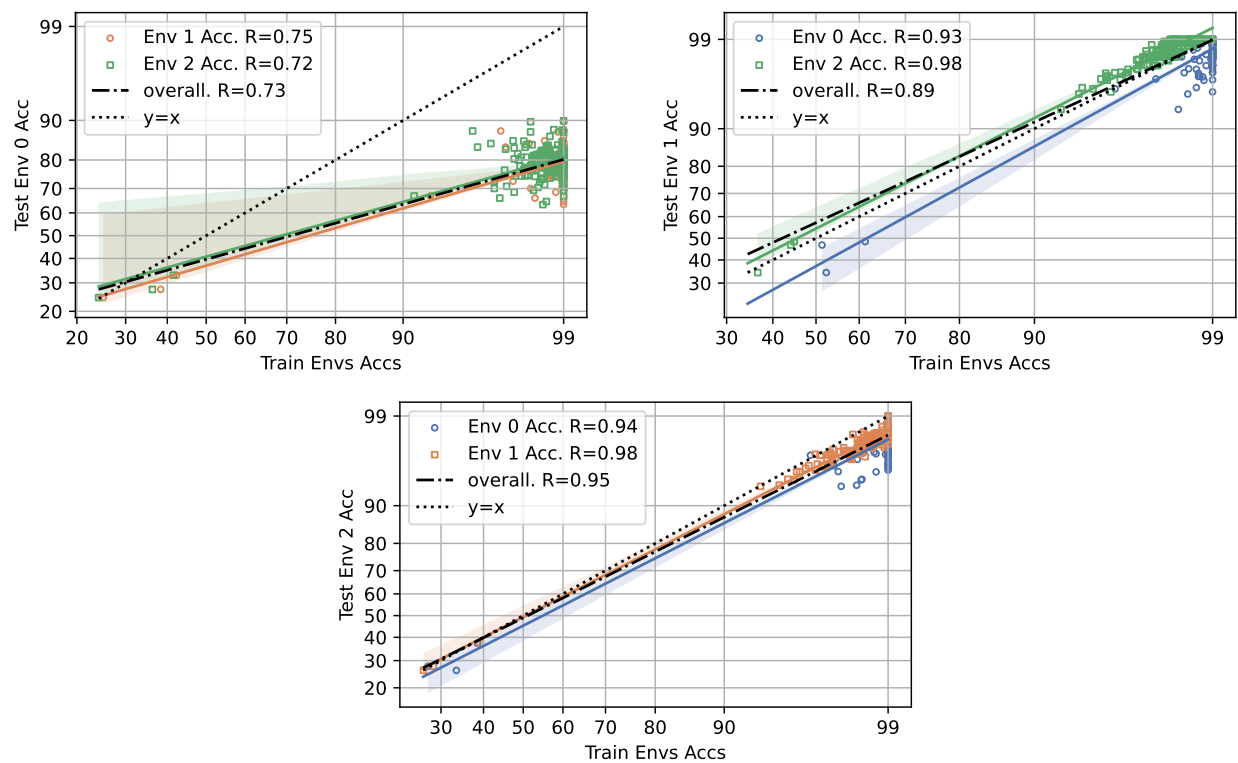 Env 1 Acc. R=0.75
Env 2 Acc. R=0.72
overall. R=0.73
y=x
99
90
80
70
60
50
40
30
20
Test Env 0 Acc
20 30 40 50 60 70 80 90 99
Train Envs Accs
Env 0 Acc. R=0.93
Env 2 Acc. R=0.98
overall. R=0.89
y=x
99
90
80
70
60
50
40
30
Test Env 1 Acc
30 40 50 60 70 80 90 99
Train Envs Accs
Env 0 Acc. R=0.94
Env 1 Acc. R=0.98
overall. R=0.95
y=x
99
90
80
70
60
50
40
30
20
Test Env 2 Acc
30 40 50 60 70 80 90 99
Train Envs Accs